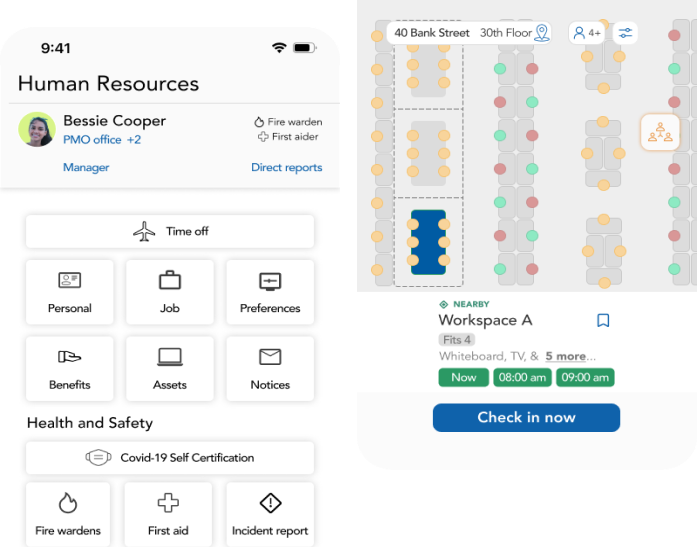 9:41
Human Resources
Bessie Cooper
PMO office +2
Fire warden
First aider
Manager
Direct reports
Time off
Personal
Job
Preferences
Benefits
Assets
Notices
Health and Safety
Covid-19 Self Certification
Fire wardens
First aid
Incident report
40 Bank Street 30th Floor
4+
NEARBY
Workspace A
Fits 4
Whiteboard, TV, & 5 more...
Now
08:00 am
09:00 am
Check in now